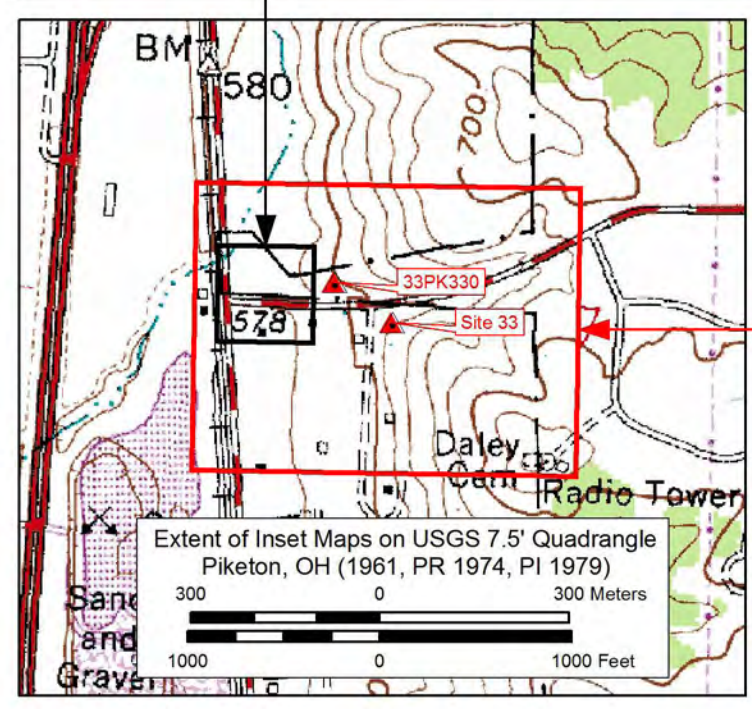 BM
580
700
33PK330
578
Site 33
Daley
Cem
Radio Tower
Extent of Inset Maps on USGS 7.5' Quadrangle
Piketon, OH (1961, PR 1974, PI 1979)
300 0 300 Meters
Sand
and
Gravel
1000 0 1000 Feet